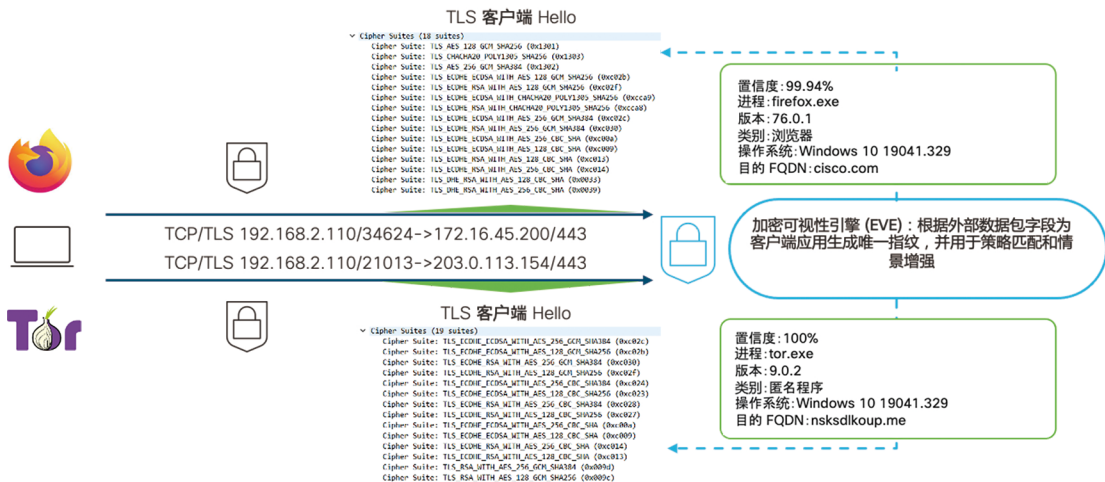 TLS 客户端 Hello
Cipher Suites (18 suites)
Cipher Suite: TLS_AES_128_GCM_SHA256 (0x1301)
Cipher Suite: TLS_CHACHA20_POLY1305_SHA256 (0x1303)
Cipher Suite: TLS_AES_256_GCM_SHA384 (0x1302)
Cipher Suite: TLS_ECDHE_ECDSA_WITH_AES_128_GCM_SHA256 (0xc02b)
Cipher Suite: TLS_ECDHE_RSA_WITH_AES_128_GCM_SHA256 (0xc02f)
Cipher Suite: TLS_ECDHE_ECDSA_WITH_CHACHA20_POLY1305_SHA256 (0xcca9)
Cipher Suite: TLS_ECDHE_RSA_WITH_CHACHA20_POLY1305_SHA256 (0xcca8)
Cipher Suite: TLS_ECDHE_ECDSA_WITH_AES_256_GCM_SHA384 (0xc02c)
Cipher Suite: TLS_ECDHE_RSA_WITH_AES_256_GCM_SHA384 (0xc030)
Cipher Suite: TLS_ECDHE_ECDSA_WITH_AES_256_CBC_SHA (0xc00a)
Cipher Suite: TLS_ECDHE_ECDSA_WITH_AES_128_CBC_SHA (0xc009)
Cipher Suite: TLS_ECDHE_RSA_WITH_AES_128_CBC_SHA (0xc013)
Cipher Suite: TLS_ECDHE_RSA_WITH_AES_256_CBC_SHA (0xc014)
Cipher Suite: TLS_DHE_RSA_WITH_AES_128_CBC_SHA (0x0033)
Cipher Suite: TLS_DHE_RSA_WITH_AES_256_CBC_SHA (0x0039)
置信度:99.94%
进程:firefox.exe
版本:76.0.1
类别:浏览器
操作系统:Windows 10 19041.329
目的 FQDN:cisco.com
TCP/TLS 192.168.2.110/34624->172.16.45.200/443
TCP/TLS 192.168.2.110/21013->203.0.113.154/443
加密可视性引擎 (EVE)：根据外部数据包字段为
客户端应用生成唯一指纹，并用于策略匹配和情
景增强
Tor
TLS 客户端 Hello
Cipher Suites (19 suites)
Cipher Suite: TLS_ECDHE_ECDSA_WITH_AES_256_GCM_SHA384 (0xc02c)
Cipher Suite: TLS_ECDHE_ECDSA_WITH_AES_128_GCM_SHA256 (0xc02b)
Cipher Suite: TLS_ECDHE_RSA_WITH_AES_256_GCM_SHA384 (0xc030)
Cipher Suite: TLS_ECDHE_RSA_WITH_AES_128_GCM_SHA256 (0xc02f)
Cipher Suite: TLS_ECDHE_ECDSA_WITH_AES_256_CBC_SHA384 (0xc024)
Cipher Suite: TLS_ECDHE_ECDSA_WITH_AES_128_CBC_SHA256 (0xc023)
Cipher Suite: TLS_ECDHE_RSA_WITH_AES_256_CBC_SHA384 (0xc028)
Cipher Suite: TLS_ECDHE_RSA_WITH_AES_128_CBC_SHA256 (0xc027)
Cipher Suite: TLS_ECDHE_ECDSA_WITH_AES_256_CBC_SHA (0xc00a)
Cipher Suite: TLS_ECDHE_ECDSA_WITH_AES_128_CBC_SHA (0xc009)
Cipher Suite: TLS_ECDHE_RSA_WITH_AES_256_CBC_SHA (0xc014)
Cipher Suite: TLS_ECDHE_RSA_WITH_AES_128_CBC_SHA (0xc013)
Cipher Suite: TLS_RSA_WITH_AES_256_GCM_SHA384 (0x009d)
Cipher Suite: TLS_RSA_WITH_AES_128_GCM_SHA256 (0x009c)
置信度:100%
进程:tor.exe
版本:9.0.2
类别:匿名程序
操作系统:Windows 10 19041.329
目的 FQDN:nsksdlkoup.me